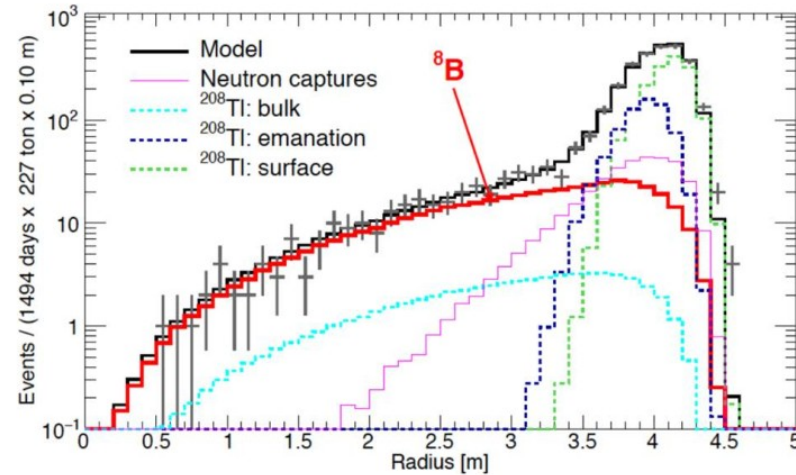 Events / (1494 days x 227 ton x 0.10 m)
10³
10²
10
1
10⁻¹
Model
Neutron captures
²⁰⁸Tl: bulk
²⁰⁸Tl: emanation
²⁰⁸Tl: surface
⁸B
0 0.5 1 1.5 2 2.5 3 3.5 4 4.5 5
Radius [m]